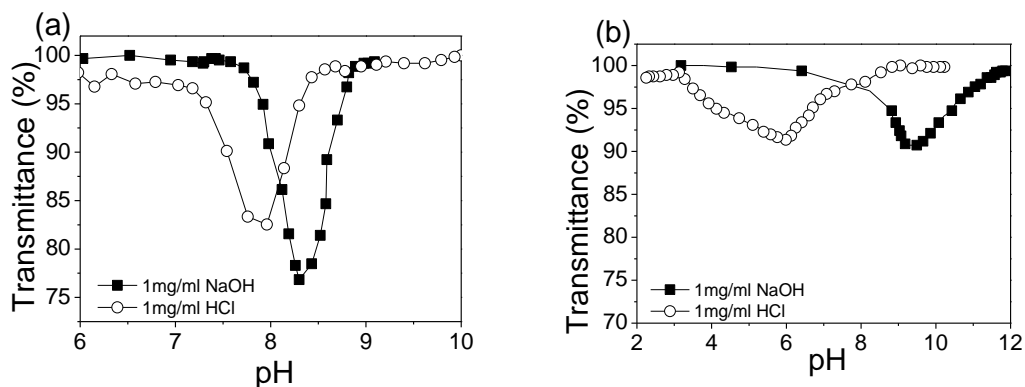 (a)
Transmittance (%)
100
95
90
85
80
75
1mg/ml NaOH
1mg/ml HCl
6 7 8 9 10
pH
(b)
Transmittance (%)
100
95
90
85
80
75
70
1mg/ml NaOH
1mg/ml HCl
2 4 6 8 10 12
pH